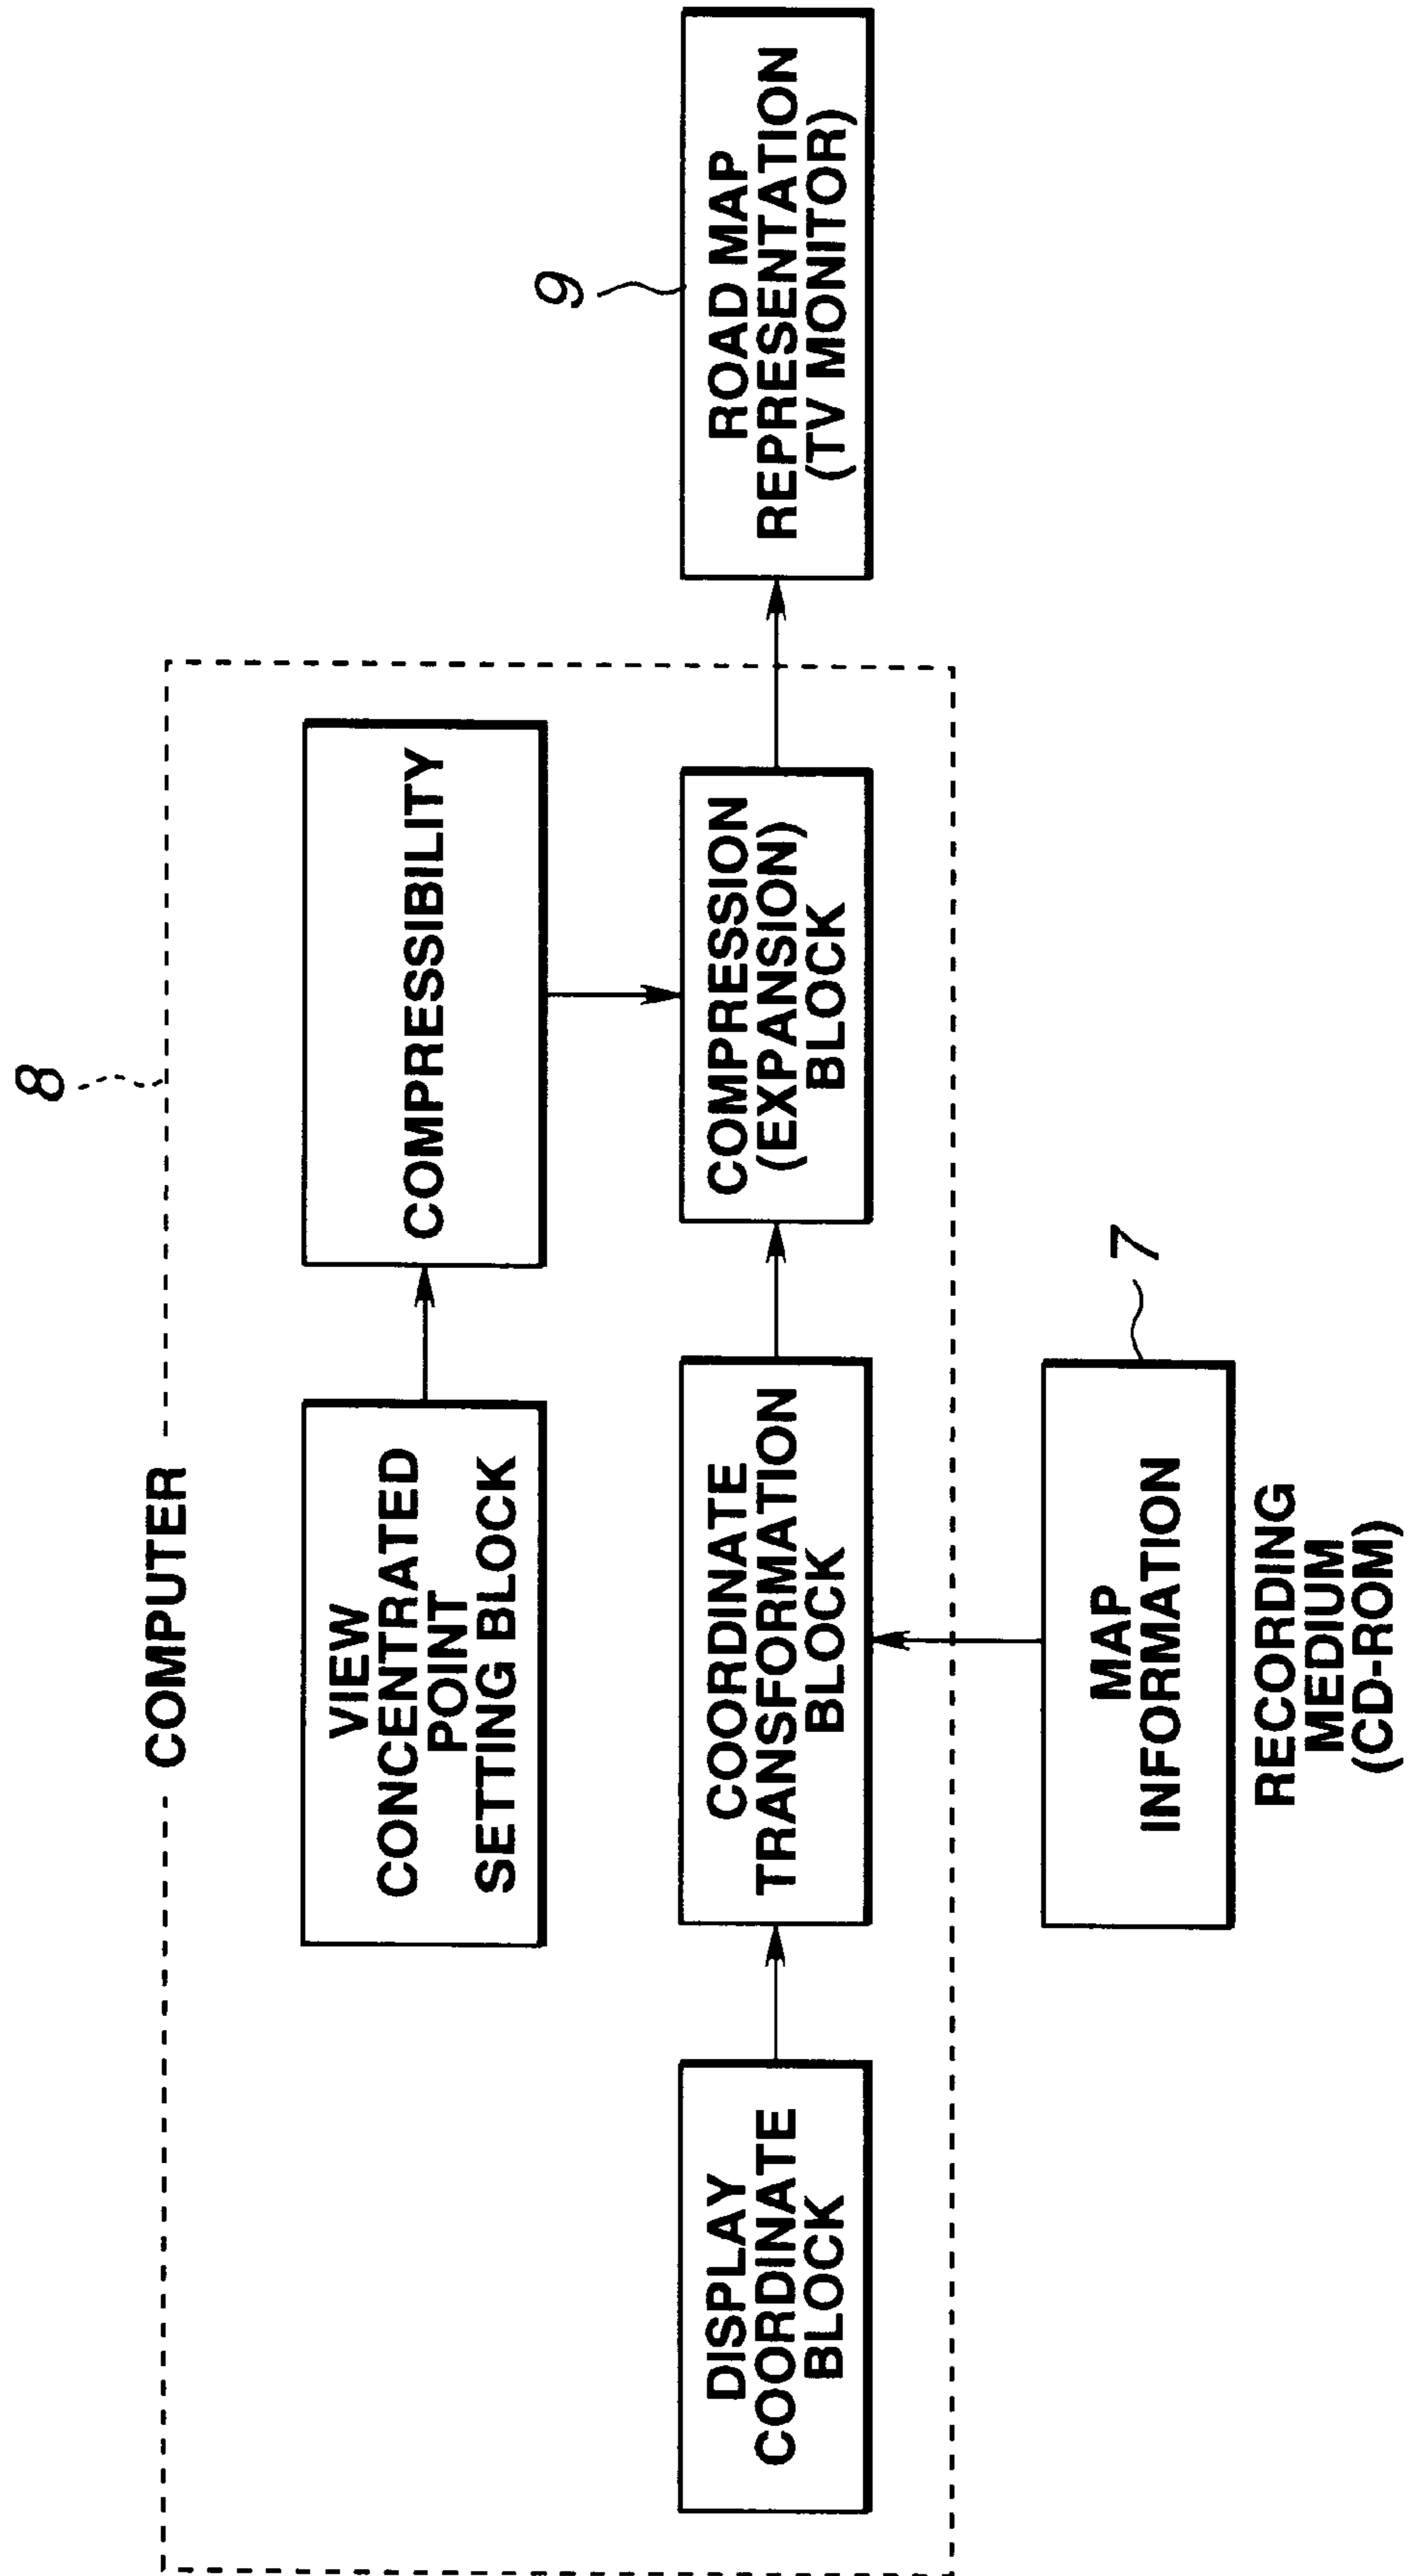 8
COMPUTER
VIEW
CONCENTRATED
POINT
SETTING BLOCK
COMPRESSIBILITY
9
DISPLAY
COORDINATE
BLOCK
COORDINATE
TRANSFORMATION
BLOCK
COMPRESSION
(EXPANSION)
BLOCK
ROAD MAP
REPRESENTATION
(TV MONITOR)
7
MAP
INFORMATION
RECORDING
MEDIUM
(CD-ROM)